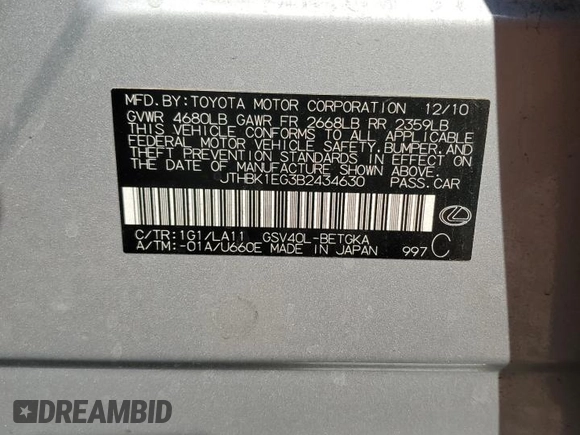 MFD.BY:TOYOTA MOTOR CORPORATION 12/10
GVWR 4680LB GAWR FR 2668LB RR 2359LB
THIS VEHICLE CONFORMS TO ALL APPLICABLE
FEDERAL MOTOR VEHICLE SAFETY,BUMPER,AND
THEFT PREVENTION STANDARDS IN EFFECT ON
THE DATE OF MANUFACTURE SHOWN ABOVE.
JTHBK1EG3B2434630 PASS.CAR
C/TR:1G1/LA11 GSV40L-BETGKA
A/TM:-01A/U660E MADE IN JAPAN 997 C
DREAMBID